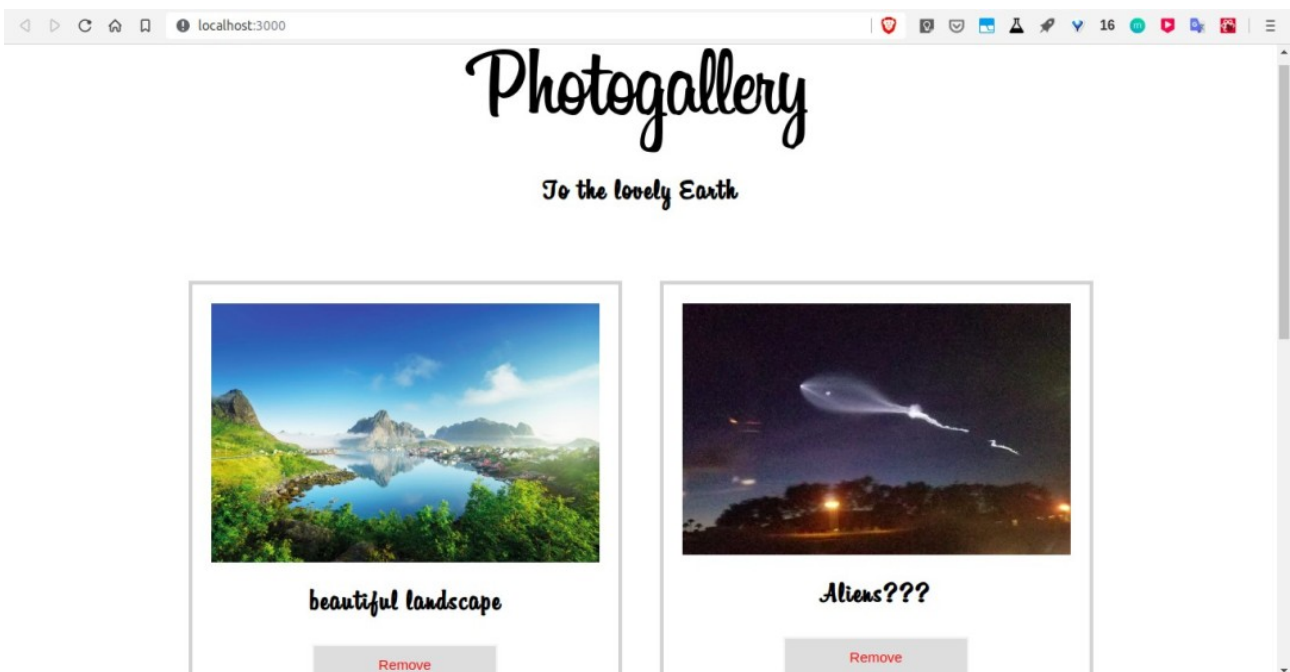 localhost:3000
16
Photogallery
To the lovely Earth
beautiful landscape
Aliens???
Remove
Remove